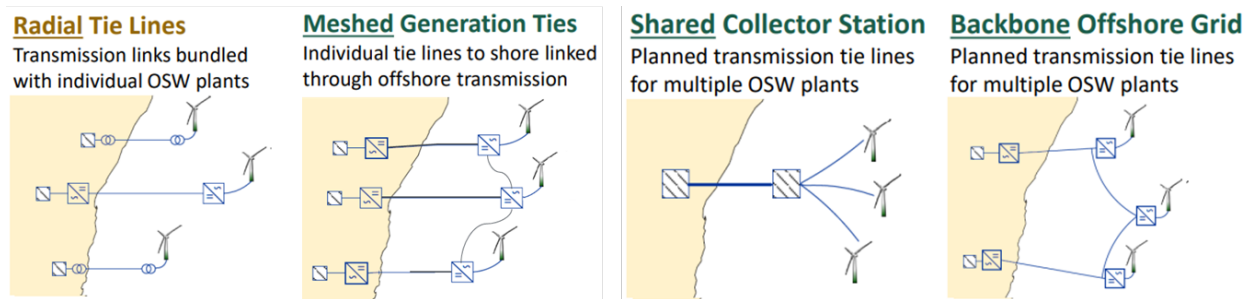 Radial Tie Lines
Transmission links bundled
with individual OSW plants
Meshed Generation Ties
Individual tie lines to shore linked
through offshore transmission
Shared Collector Station
Planned transmission tie lines
for multiple OSW plants
Backbone Offshore Grid
Planned transmission tie lines
for multiple OSW plants